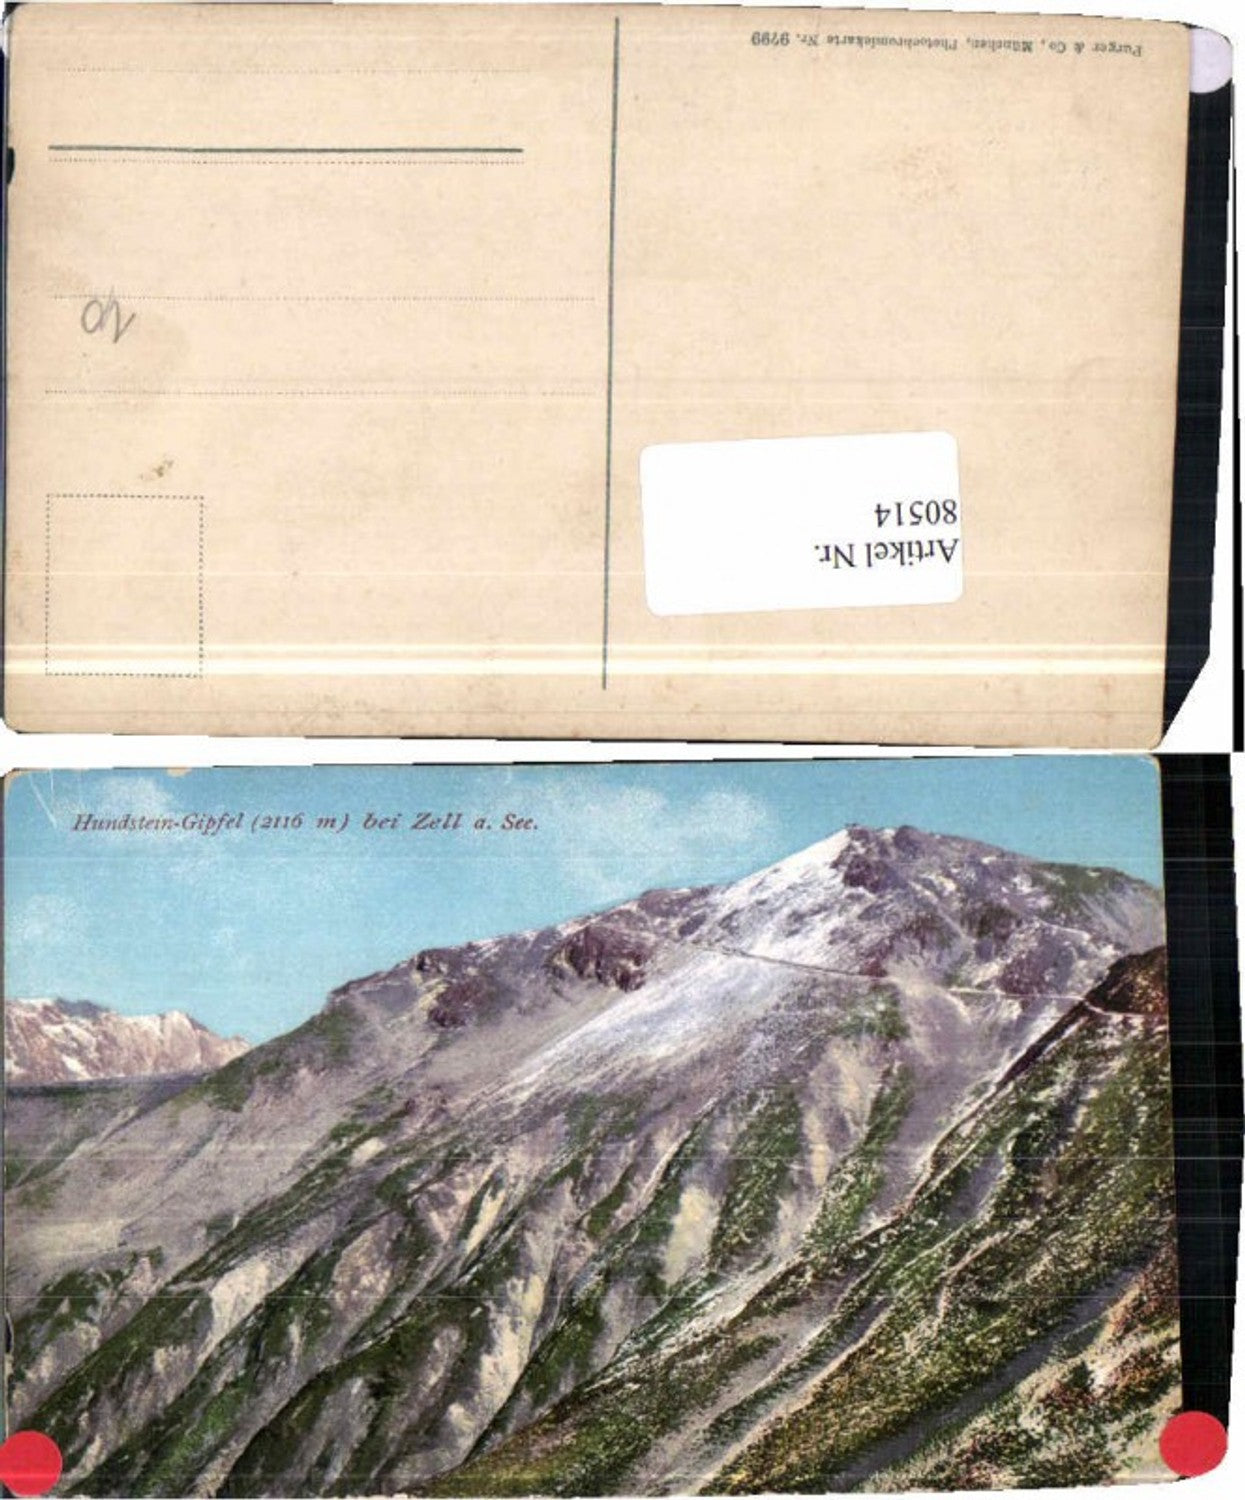 Purger & Co., München, Photochromiekarte Nr. 9799
10
Artikel Nr.
80514
Hundstein-Gipfel (2116 m) bei Zell a. See.